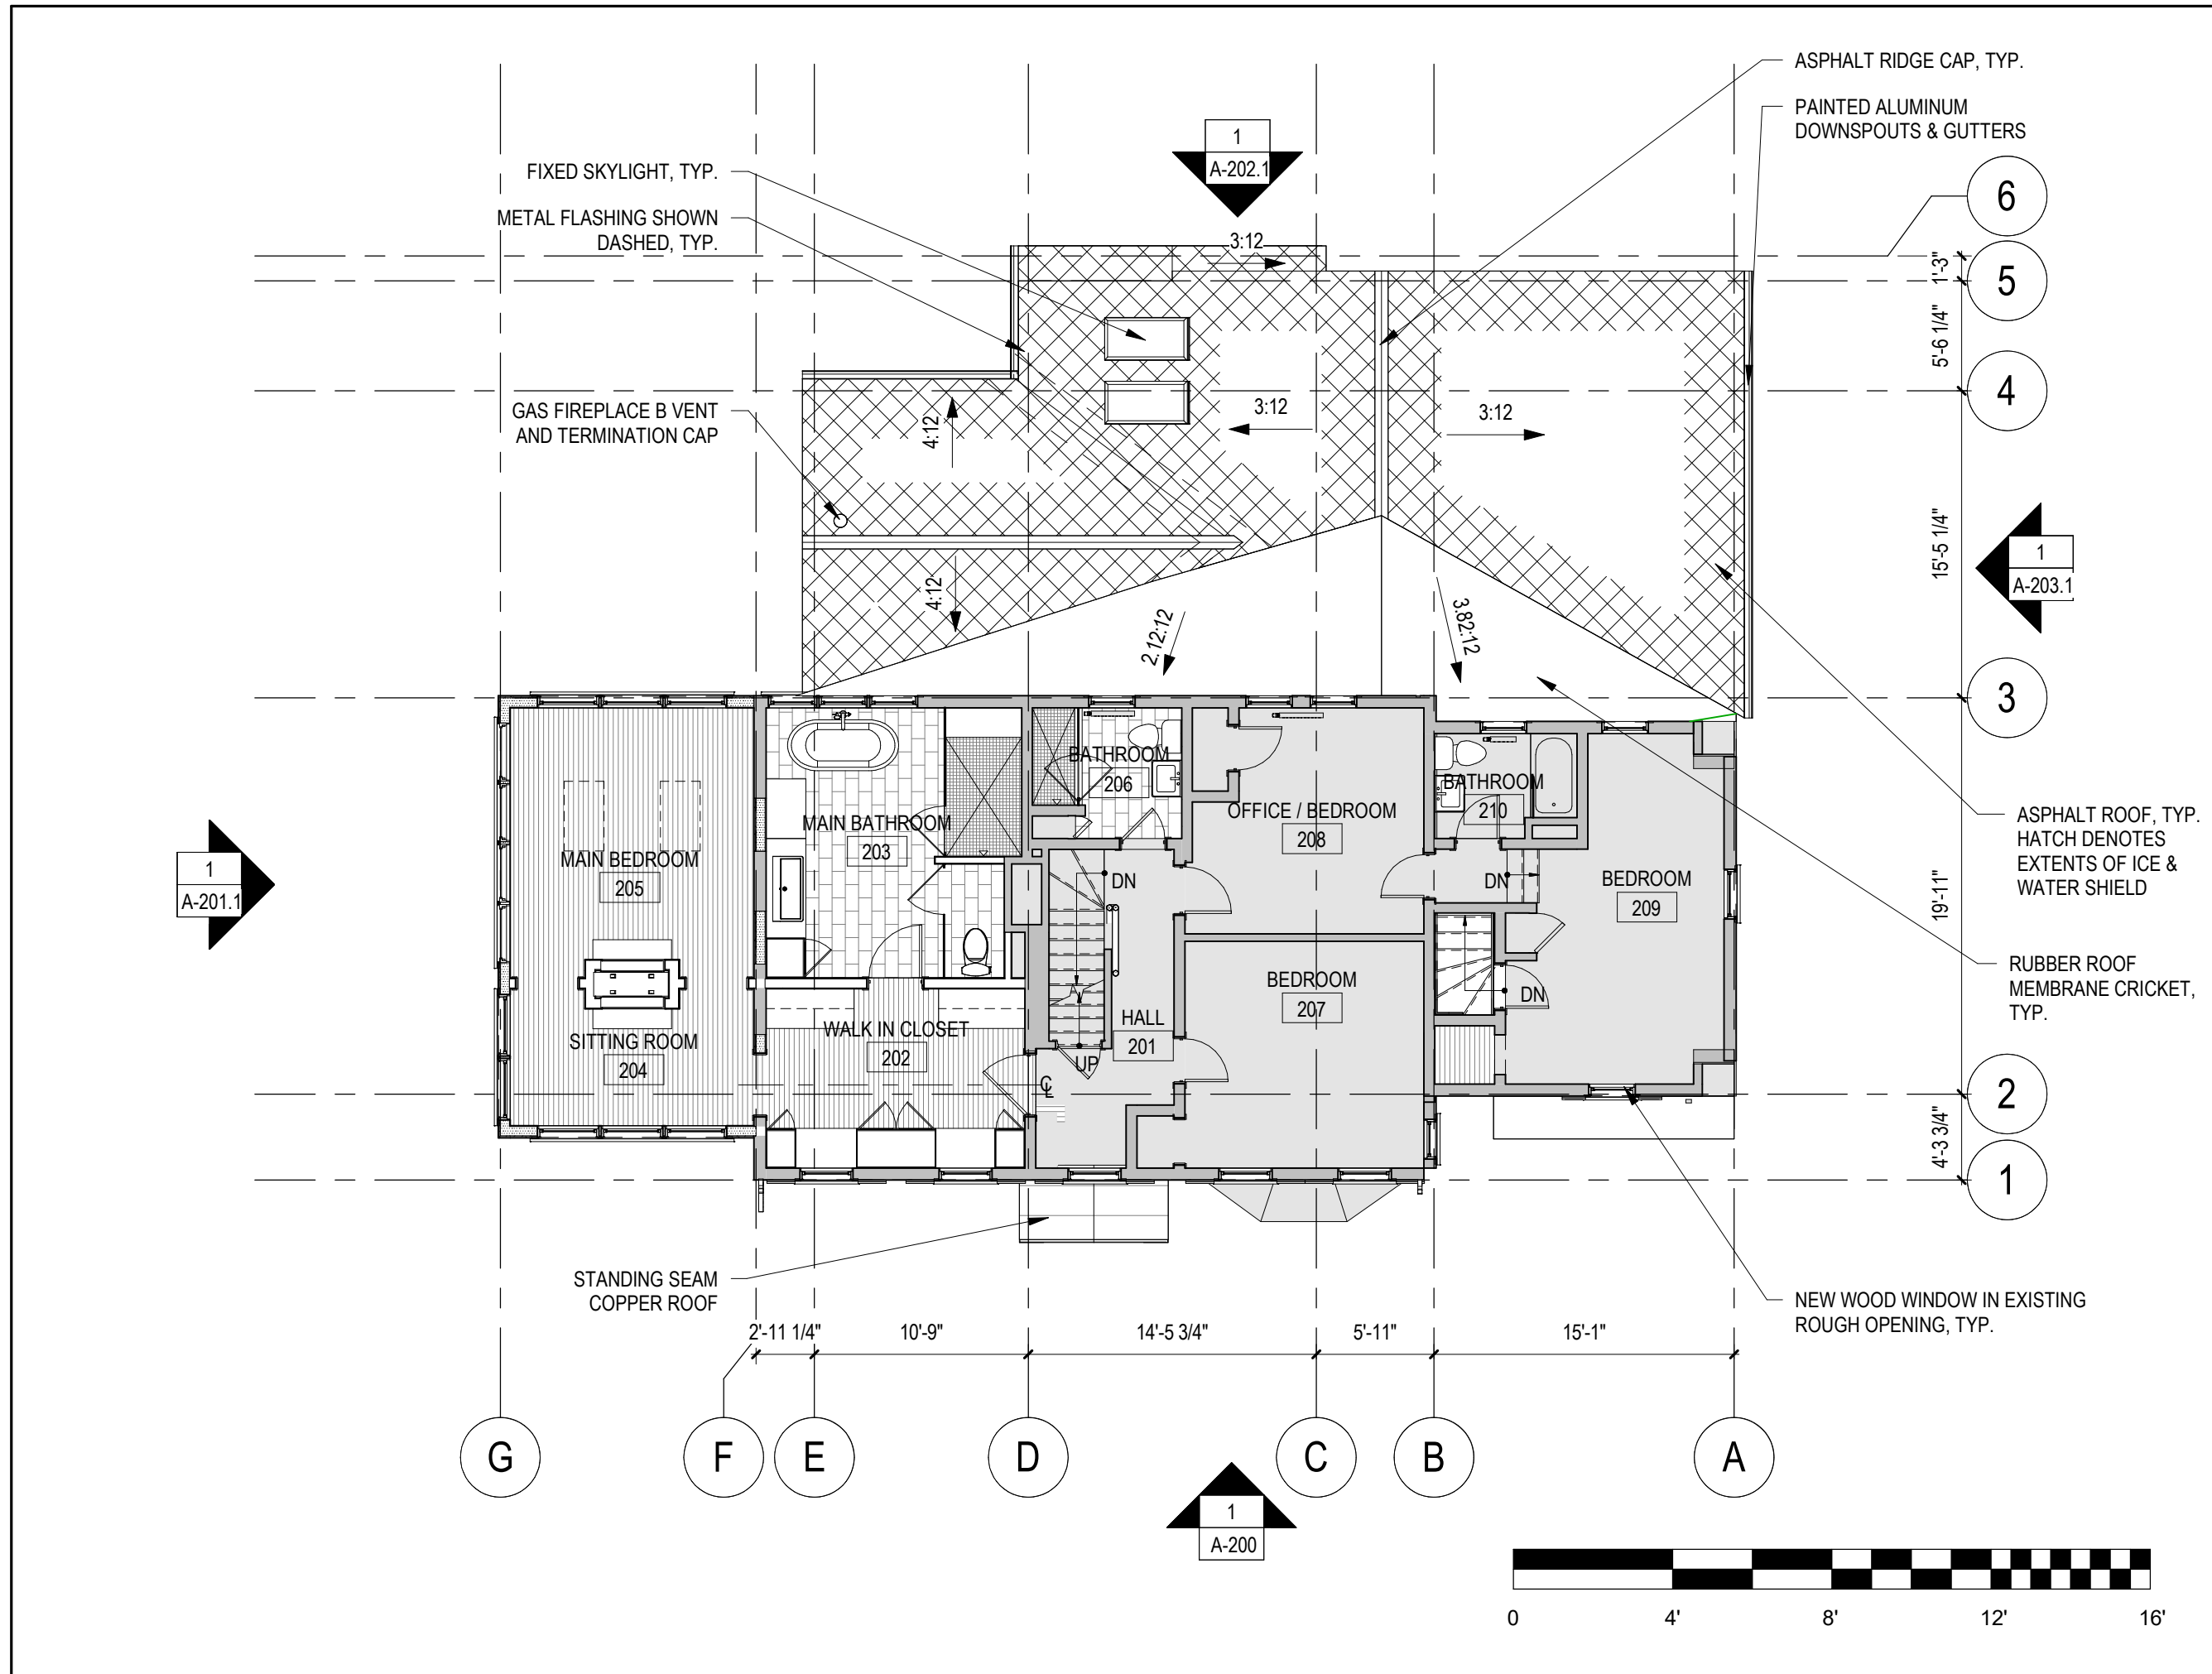 ASPHALT RIDGE CAP, TYP.
PAINTED ALUMINUM
DOWNSPOUTS & GUTTERS
1
A-202.1
FIXED SKYLIGHT, TYP.
METAL FLASHING SHOWN
DASHED, TYP.
6
5
4
3
2
1
1'-3"
5'-6 1/4"
15'-5 1/4"
19'-11"
4'-3 3/4"
3:12
3:12
3:12
4:12
4:12
2.12:12
3.82:12
GAS FIREPLACE B VENT
AND TERMINATION CAP
1
A-203.1
1
A-201.1
ASPHALT ROOF, TYP.
HATCH DENOTES
EXTENTS OF ICE &
WATER SHIELD
RUBBER ROOF
MEMBRANE CRICKET,
TYP.
BATHROOM
206
BATHROOM
210
OFFICE / BEDROOM
208
MAIN BATHROOM
203
MAIN BEDROOM
205
BEDROOM
209
DN
DN
DN
BEDROOM
207
HALL
201
UP
CL
WALK IN CLOSET
202
SITTING ROOM
204
STANDING SEAM
COPPER ROOF
NEW WOOD WINDOW IN EXISTING
ROUGH OPENING, TYP.
2'-11 1/4"
10'-9"
14'-5 3/4"
5'-11"
15'-1"
G
F
E
D
C
B
A
1
A-200
0
4'
8'
12'
16'